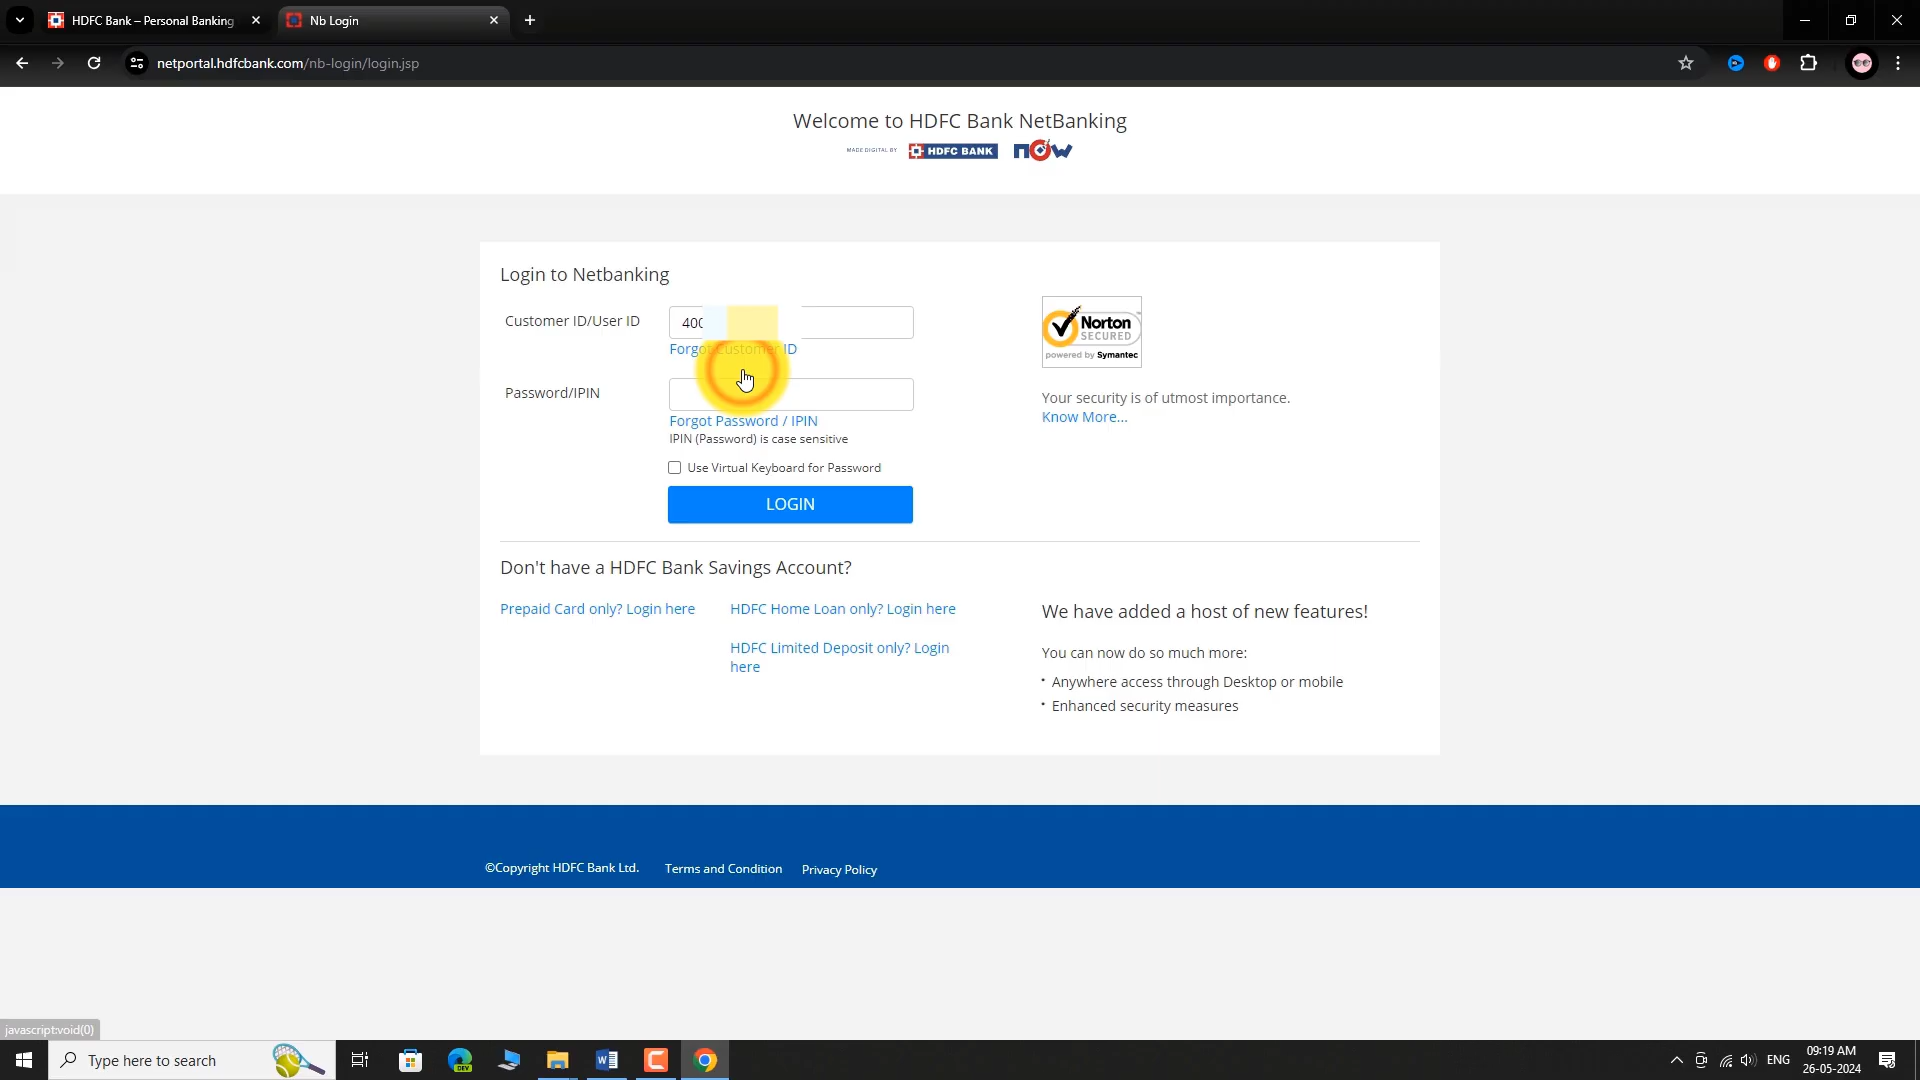 HDFC Bank – Personal Banking
Nb Login
netportal.hdfcbank.com/nb-login/login.jsp
Welcome to HDFC Bank NetBanking
MADE DIGITAL BY HDFC BANK now
Login to Netbanking
Customer ID/User ID
400
Forgot Customer ID
Password/IPIN
Forgot Password / IPIN
IPIN (Password) is case sensitive
Use Virtual Keyboard for Password
LOGIN
Norton
SECURED
powered by Symantec
Your security is of utmost importance.
Know More...
Don't have a HDFC Bank Savings Account?
Prepaid Card only? Login here
HDFC Home Loan only? Login here
HDFC Limited Deposit only? Login
here
We have added a host of new features!
You can now do so much more:
• Anywhere access through Desktop or mobile
• Enhanced security measures
©Copyright HDFC Bank Ltd. Terms and Condition Privacy Policy
javascript:void(0)
Type here to search
DEV
ENG
09:19 AM
26-05-2024